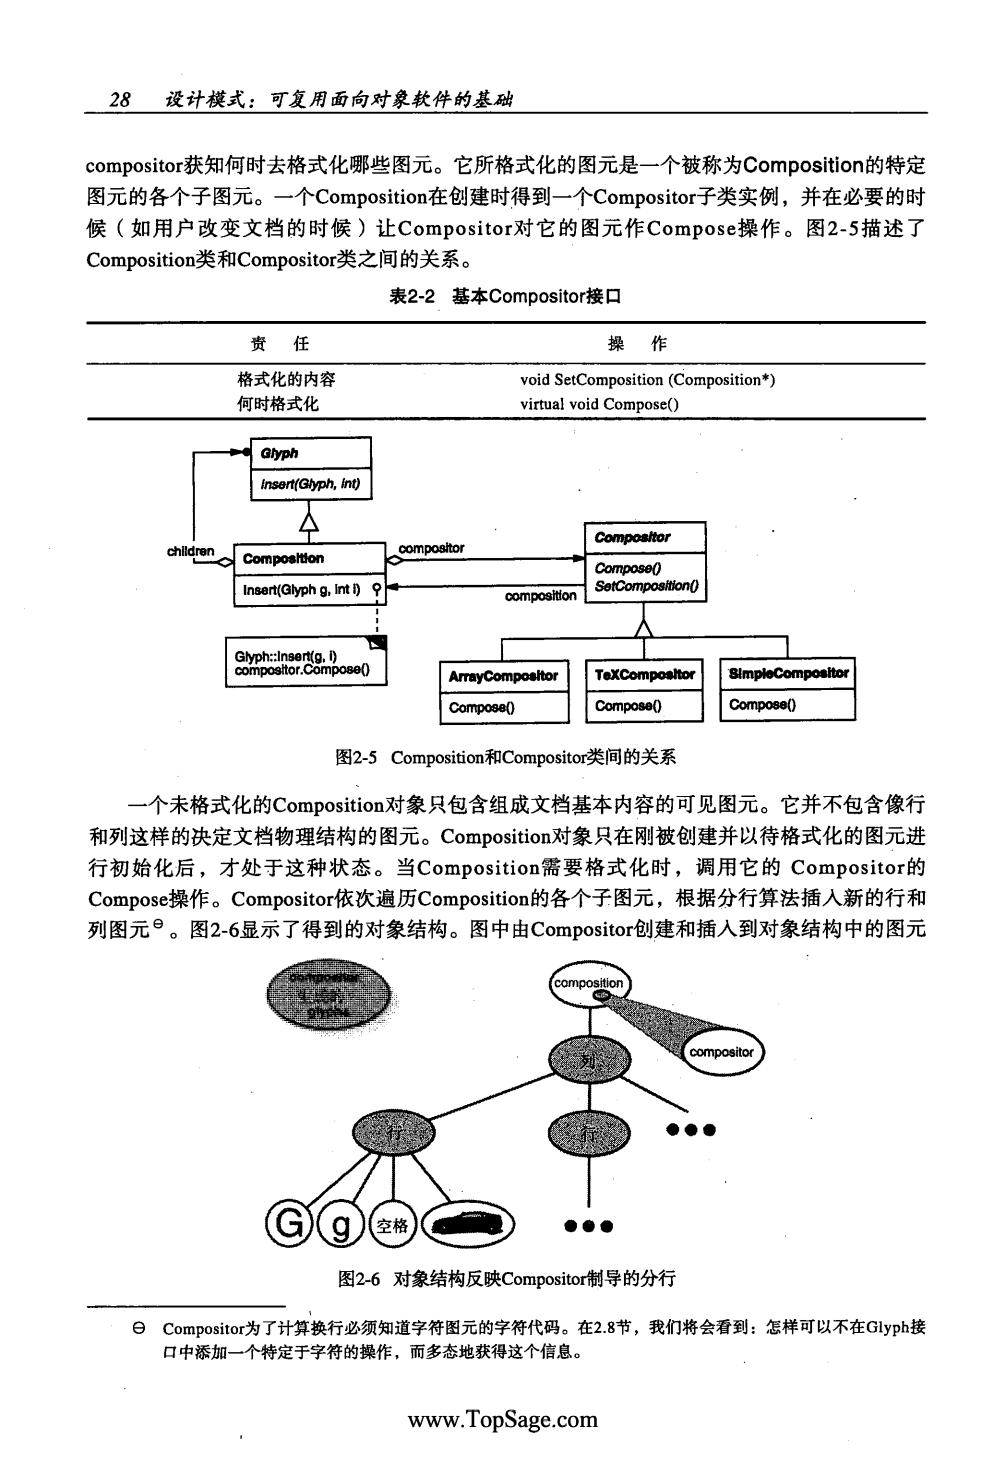 28 设计模式：可复用面向对象软件的基础
compositor获知何时去格式化哪些图元。它所格式化的图元是一个被称为Composition的特定
图元的各个子图元。一个Composition在创建时得到一个Compositor子类实例，并在必要的时
候（如用户改变文档的时候）让Compositor对它的图元作Compose操作。图2-5描述了
Composition类和Compositor类之间的关系。
表2-2 基本Compositor接口
责 任 操 作
格式化的内容 void SetComposition (Composition*)
何时格式化 virtual void Compose()
Glyph
Insert(Glyph, int)
children
Composition
Insert(Glyph g, int i)
compositor
composition
Compositor
Compose()
SetComposition()
Glyph::Insert(g, i)
compositor.Compose()
ArrayCompositor
Compose()
TeXCompositor
Compose()
SimpleCompositor
Compose()
图2-5 Composition和Compositor类间的关系
一个未格式化的Composition对象只包含组成文档基本内容的可见图元。它并不包含像行
和列这样的决定文档物理结构的图元。Composition对象只在刚被创建并以待格式化的图元进
行初始化后，才处于这种状态。当Composition需要格式化时，调用它的 Compositor的
Compose操作。Compositor依次遍历Composition的各个子图元，根据分行算法插入新的行和
列图元㊀。图2-6显示了得到的对象结构。图中由Compositor创建和插入到对象结构中的图元
compositor
生成的
glyphs
composition
compositor
列
行
行
G
g
空格
图2-6 对象结构反映Compositor制导的分行
㊀ Compositor为了计算换行必须知道字符图元的字符代码。在2.8节，我们将会看到：怎样可以不在Glyph接
口中添加一个特定于字符的操作，而多态地获得这个信息。
www.TopSage.com